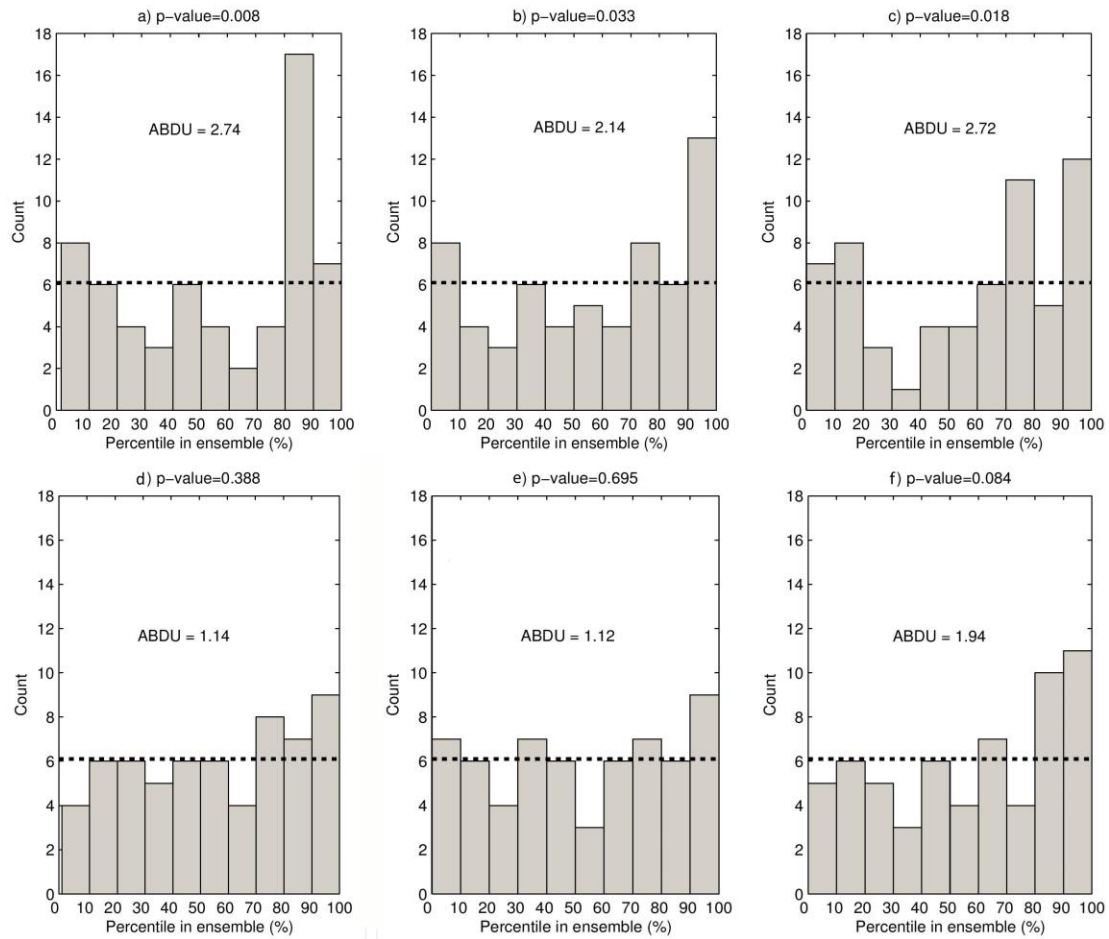 a) p−value=0.008
18
16
14
12
10
8
6
4
2
0
Count
ABDU = 2.74
0 10 20 30 40 50 60 70 80 90 100
Percentile in ensemble (%)
b) p−value=0.033
18
16
14
12
10
8
6
4
2
0
Count
ABDU = 2.14
0 10 20 30 40 50 60 70 80 90 100
Percentile in ensemble (%)
c) p−value=0.018
18
16
14
12
10
8
6
4
2
0
Count
ABDU = 2.72
0 10 20 30 40 50 60 70 80 90 100
Percentile in ensemble (%)
d) p−value=0.388
18
16
14
12
10
8
6
4
2
0
Count
ABDU = 1.14
0 10 20 30 40 50 60 70 80 90 100
Percentile in ensemble (%)
e) p−value=0.695
18
16
14
12
10
8
6
4
2
0
Count
ABDU = 1.12
0 10 20 30 40 50 60 70 80 90 100
Percentile in ensemble (%)
f) p−value=0.084
18
16
14
12
10
8
6
4
2
0
Count
ABDU = 1.94
0 10 20 30 40 50 60 70 80 90 100
Percentile in ensemble (%)